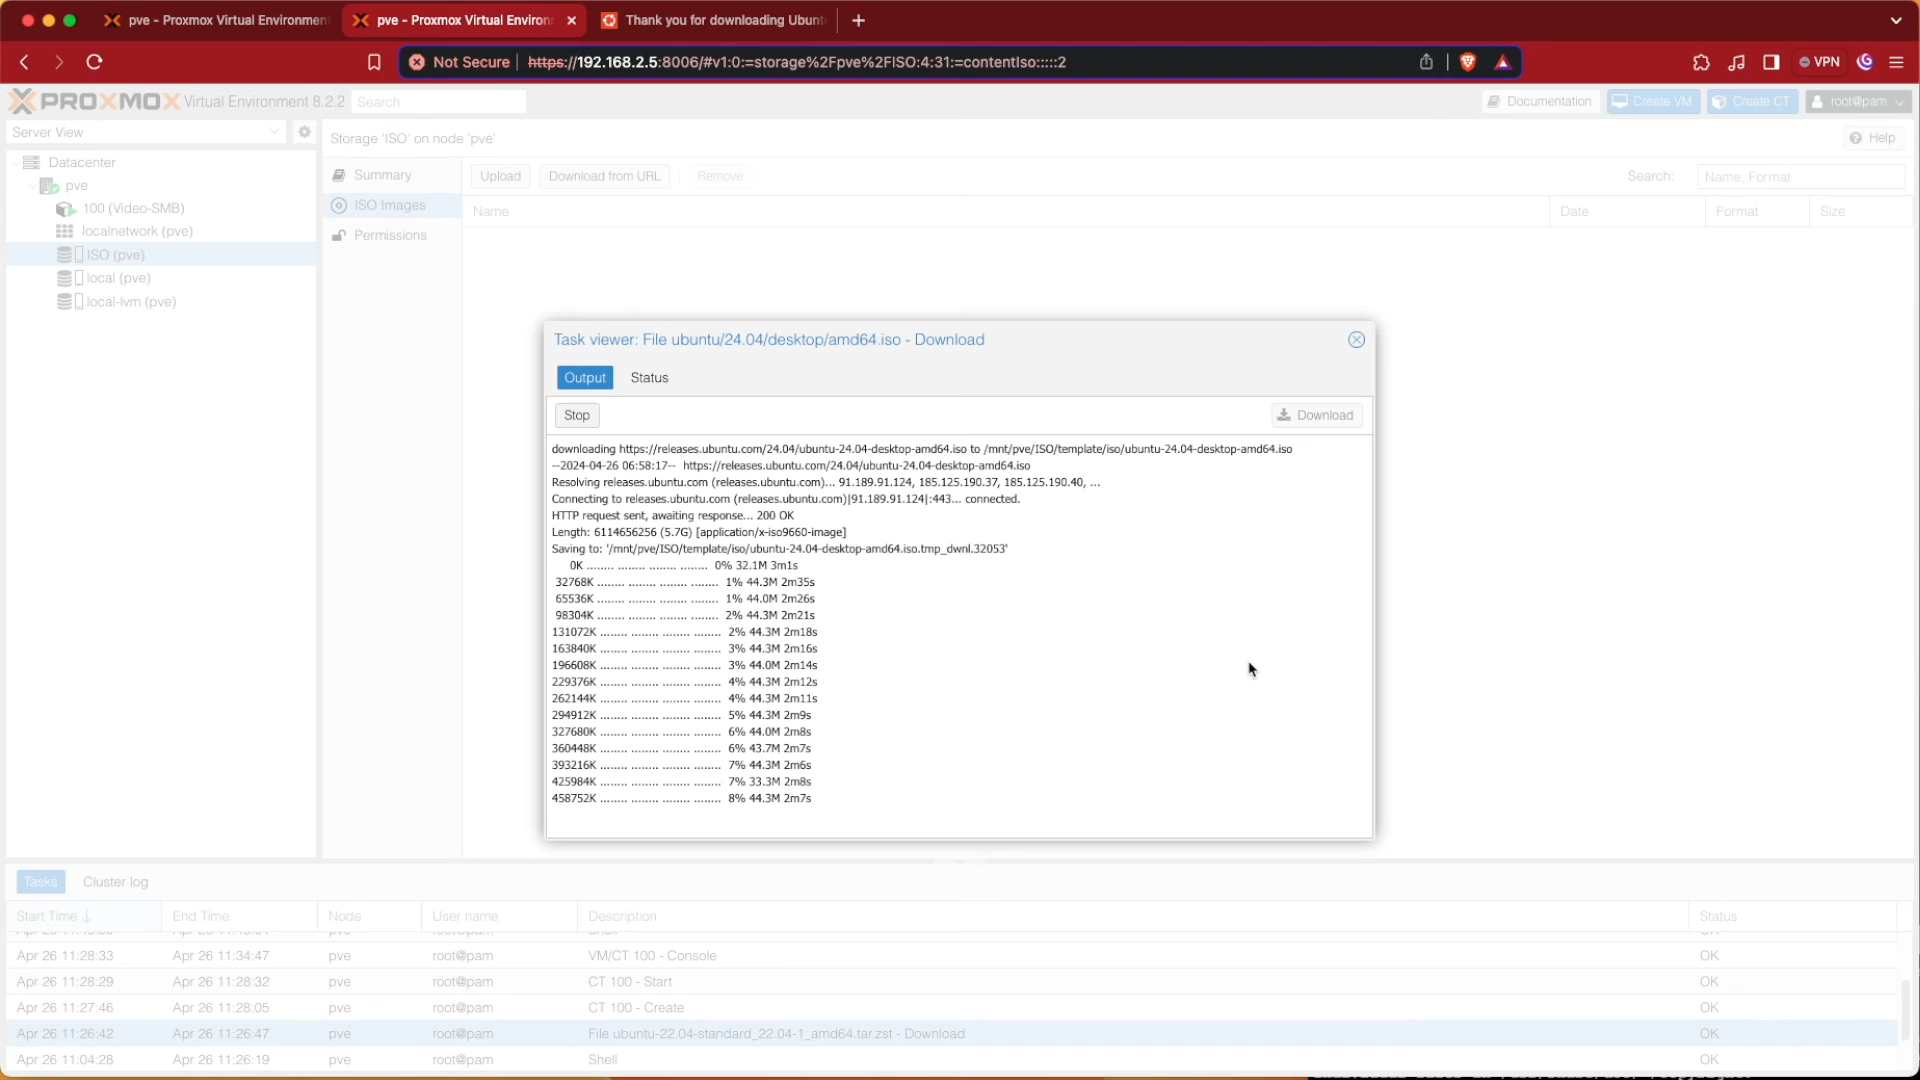 pve - Proxmox Virtual Environmen
pve - Proxmox Virtual Environ
Thank you for downloading Ubunt
Not Secure
https://192.168.2.5:8006/#v1:0:=storage%2Fpve%2FISO:4:31:=contentIso:::::2
VPN
PROXMOX Virtual Environment 8.2.2
Search
Documentation
Create VM
Create CT
root@pam
Server View
Storage 'ISO' on node 'pve'
Help
Datacenter
pve
100 (Video-SMB)
localnetwork (pve)
ISO (pve)
local (pve)
local-lvm (pve)
Summary
ISO Images
Permissions
Upload
Download from URL
Remove
Search:
Name, Format
Name
Date
Format
Size
Task viewer: File ubuntu/24.04/desktop/amd64.iso - Download
Output
Status
Stop
Download
downloading https://releases.ubuntu.com/24.04/ubuntu-24.04-desktop-amd64.iso to /mnt/pve/ISO/template/iso/ubuntu-24.04-desktop-amd64.iso
--2024-04-26 06:58:17-- https://releases.ubuntu.com/24.04/ubuntu-24.04-desktop-amd64.iso
Resolving releases.ubuntu.com (releases.ubuntu.com)... 91.189.91.124, 185.125.190.37, 185.125.190.40, ...
Connecting to releases.ubuntu.com (releases.ubuntu.com)|91.189.91.124|:443... connected.
HTTP request sent, awaiting response... 200 OK
Length: 6114656256 (5.7G) [application/x-iso9660-image]
Saving to: '/mnt/pve/ISO/template/iso/ubuntu-24.04-desktop-amd64.iso.tmp_dwnl.32053'
0K ........ ........ ........ ........ 0% 32.1M 3m1s
32768K ........ ........ ........ ........ 1% 44.3M 2m35s
65536K ........ ........ ........ ........ 1% 44.0M 2m26s
98304K ........ ........ ........ ........ 2% 44.3M 2m21s
131072K ........ ........ ........ ........ 2% 44.3M 2m18s
163840K ........ ........ ........ ........ 3% 44.3M 2m16s
196608K ........ ........ ........ ........ 3% 44.0M 2m14s
229376K ........ ........ ........ ........ 4% 44.3M 2m12s
262144K ........ ........ ........ ........ 4% 44.3M 2m11s
294912K ........ ........ ........ ........ 5% 44.3M 2m9s
327680K ........ ........ ........ ........ 6% 44.0M 2m8s
360448K ........ ........ ........ ........ 6% 43.7M 2m7s
393216K ........ ........ ........ ........ 7% 44.3M 2m6s
425984K ........ ........ ........ ........ 7% 33.3M 2m8s
458752K ........ ........ ........ ........ 8% 44.3M 2m7s
Tasks
Cluster log
Start Time
End Time
Node
User name
Description
Status
Apr 26 11:28:33 Apr 26 11:34:47 pve root@pam VM/CT 100 - Console OK
Apr 26 11:28:29 Apr 26 11:28:32 pve root@pam CT 100 - Start OK
Apr 26 11:27:46 Apr 26 11:28:05 pve root@pam CT 100 - Create OK
Apr 26 11:26:42 Apr 26 11:26:47 pve root@pam File ubuntu-22.04-standard_22.04-1_amd64.tar.zst - Download OK
Apr 26 11:04:28 Apr 26 11:26:19 pve root@pam Shell OK